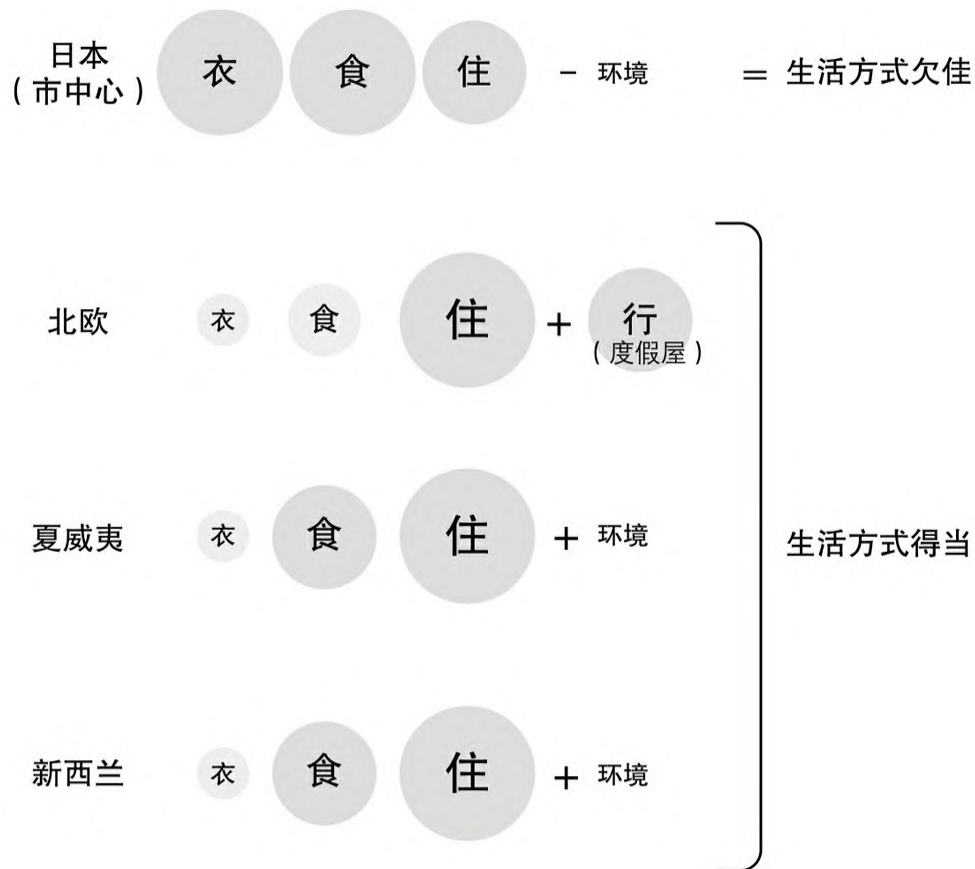 日本
（市中心） 衣 食 住 － 环境 ＝ 生活方式欠佳
北欧 衣 食 住 ＋ 行
（度假屋）
夏威夷 衣 食 住 ＋ 环境
生活方式得当
新西兰 衣 食 住 ＋ 环境